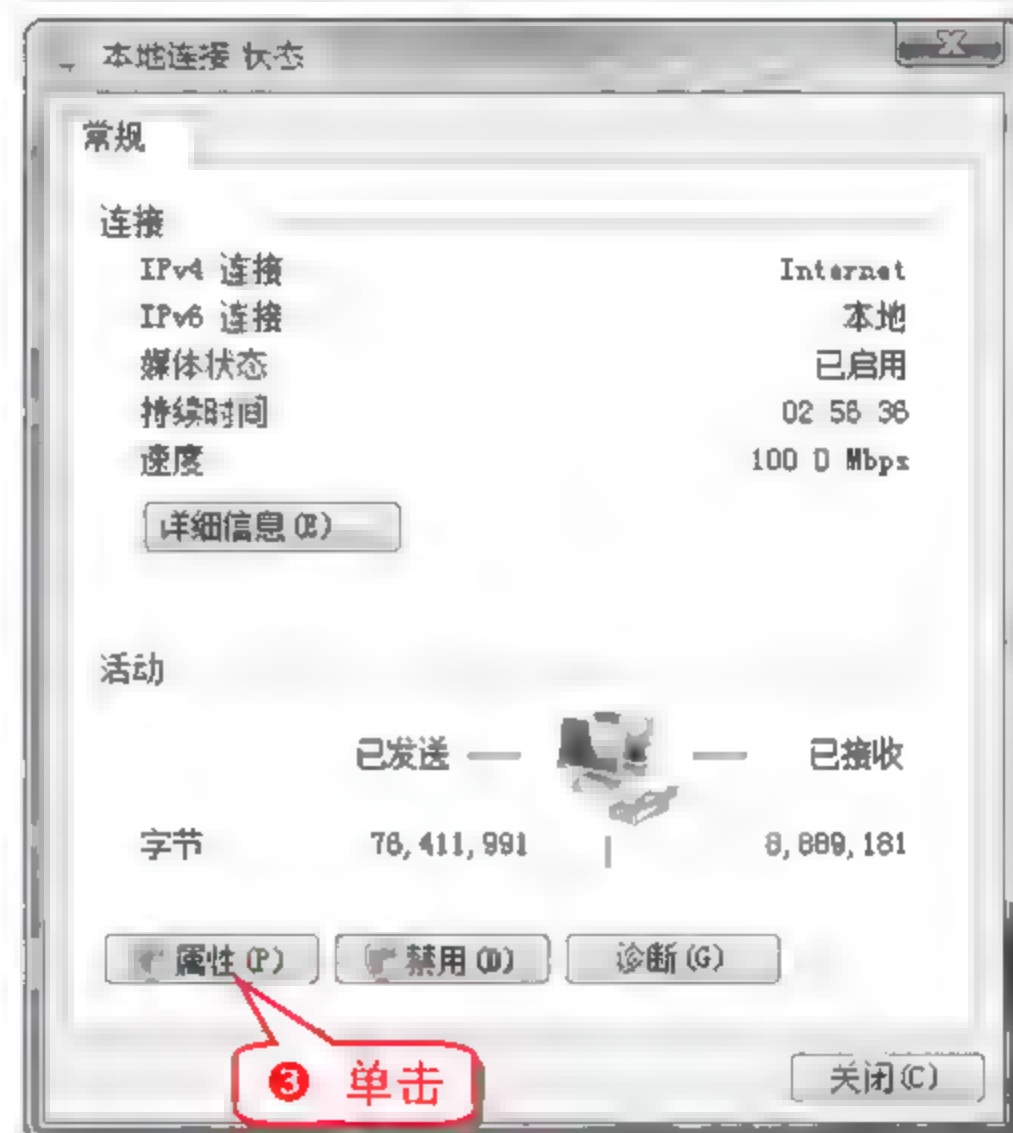 本地连接 状态
常规
连接
IPv4 连接 Internet
IPv6 连接 本地
媒体状态 已启用
持续时间 02 56 36
速度 100 0 Mbps
详细信息(E)
活动
已发送 — — 已接收
字节 76,411,991 | 8,889,181
属性(P) 禁用(D) 诊断(G)
❸ 单击
关闭(C)